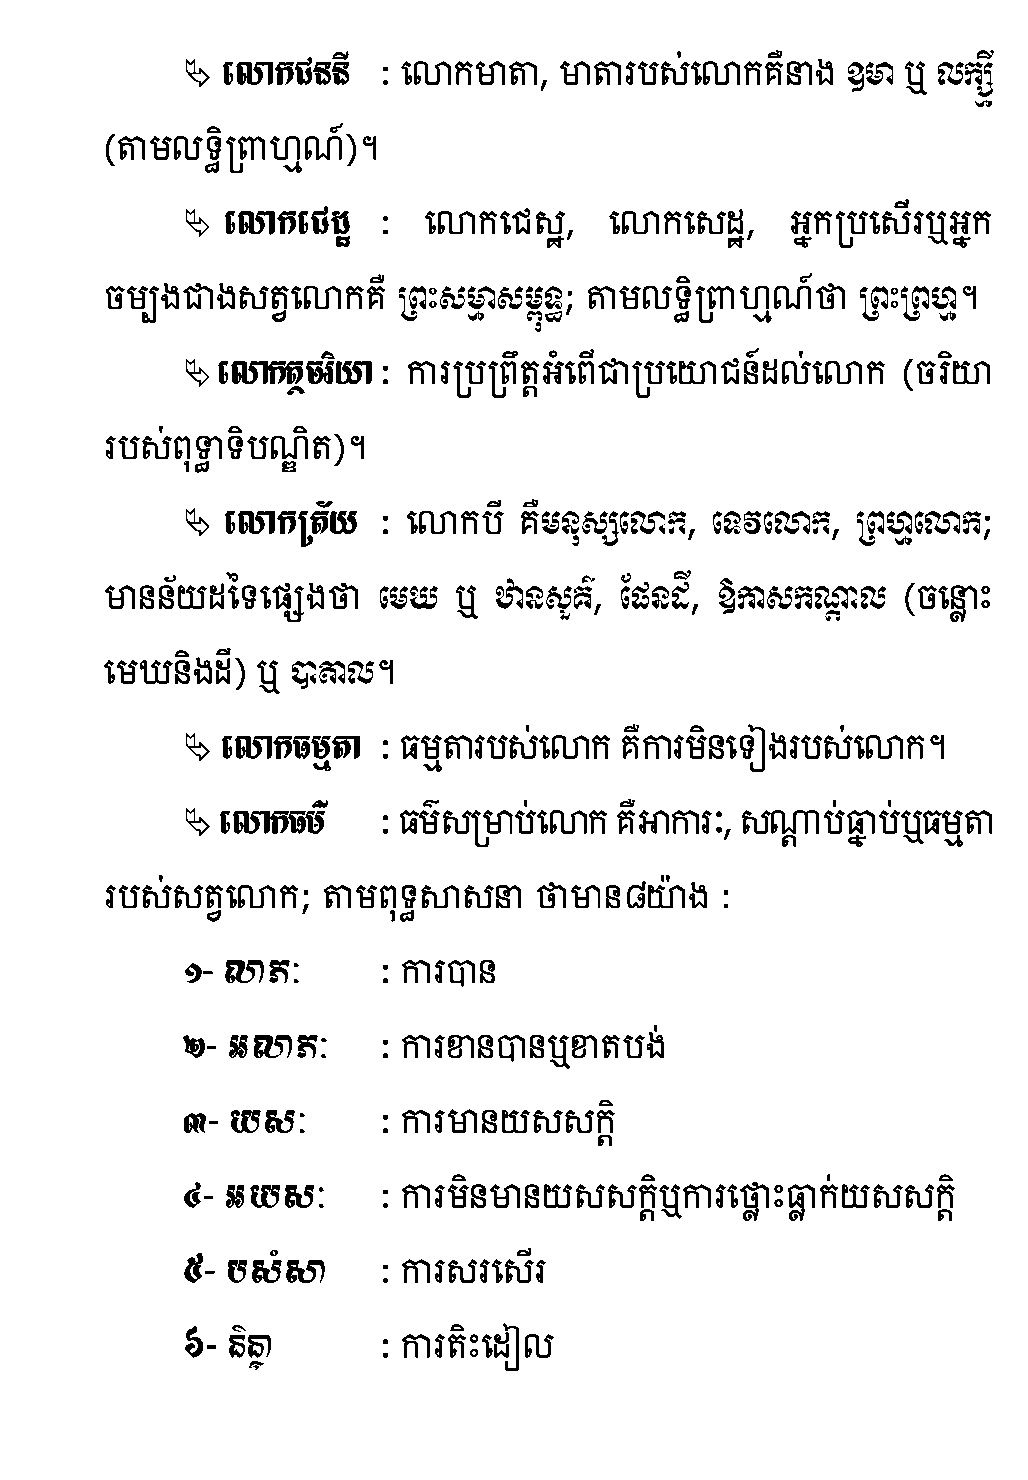 លោកជននី : លោកមាតា, មាតារបស់លោកគឺនាង ឧមា ឬ លក្ស្មី
(តាមលទ្ធិព្រាហ្មណ៍)។
លោកជេដ្ឋ : លោកជេស្ឋ, លោកសេដ្ឋ, អ្នកប្រសើរឬអ្នក
ចម្បងជាងសត្វលោកគឺ ព្រះសម្មាសម្ពុទ្ធ; តាមលទ្ធិព្រាហ្មណ៍ថា ព្រះព្រហ្ម។
លោកត្ថចរិយា : ការប្រព្រឹត្តអំពើជាប្រយោជន៍ដល់លោក (ចរិយា
របស់ពុទ្ធាទិបណ្ឌិត)។
លោកត្រ័យ : លោកបី គឺមនុស្សលោក, ទេវលោក, ព្រហ្មលោក;
មានន័យដទៃផ្សេងថា មេឃ ឬ ឋានសួគ៌, ផែនដី, ឱកាសកណ្ដាល (ចន្លោះ
មេឃនិងដី) ឬ បាតាល។
លោកធម្មតា : ធម្មតារបស់លោក គឺការមិនទៀងរបស់លោក។
លោកធម៌ : ធម៌សម្រាប់លោក គឺអាការៈ, សណ្ដាប់ធ្នាប់ឬធម្មតា
របស់សត្វលោក; តាមពុទ្ធសាសនា ថាមាន៨យ៉ាង :
១- លាភៈ : ការបាន
២- អលាភៈ : ការខានបានឬខាតបង់
៣- យសៈ : ការមានយសសក្ដិ
៤- អយសៈ : ការមិនមានយសសក្ដិឬការថ្លោះធ្លាក់យសសក្ដិ
៥- បសំសា : ការសរសើរ
៦- និន្ទា : ការតិះដៀល